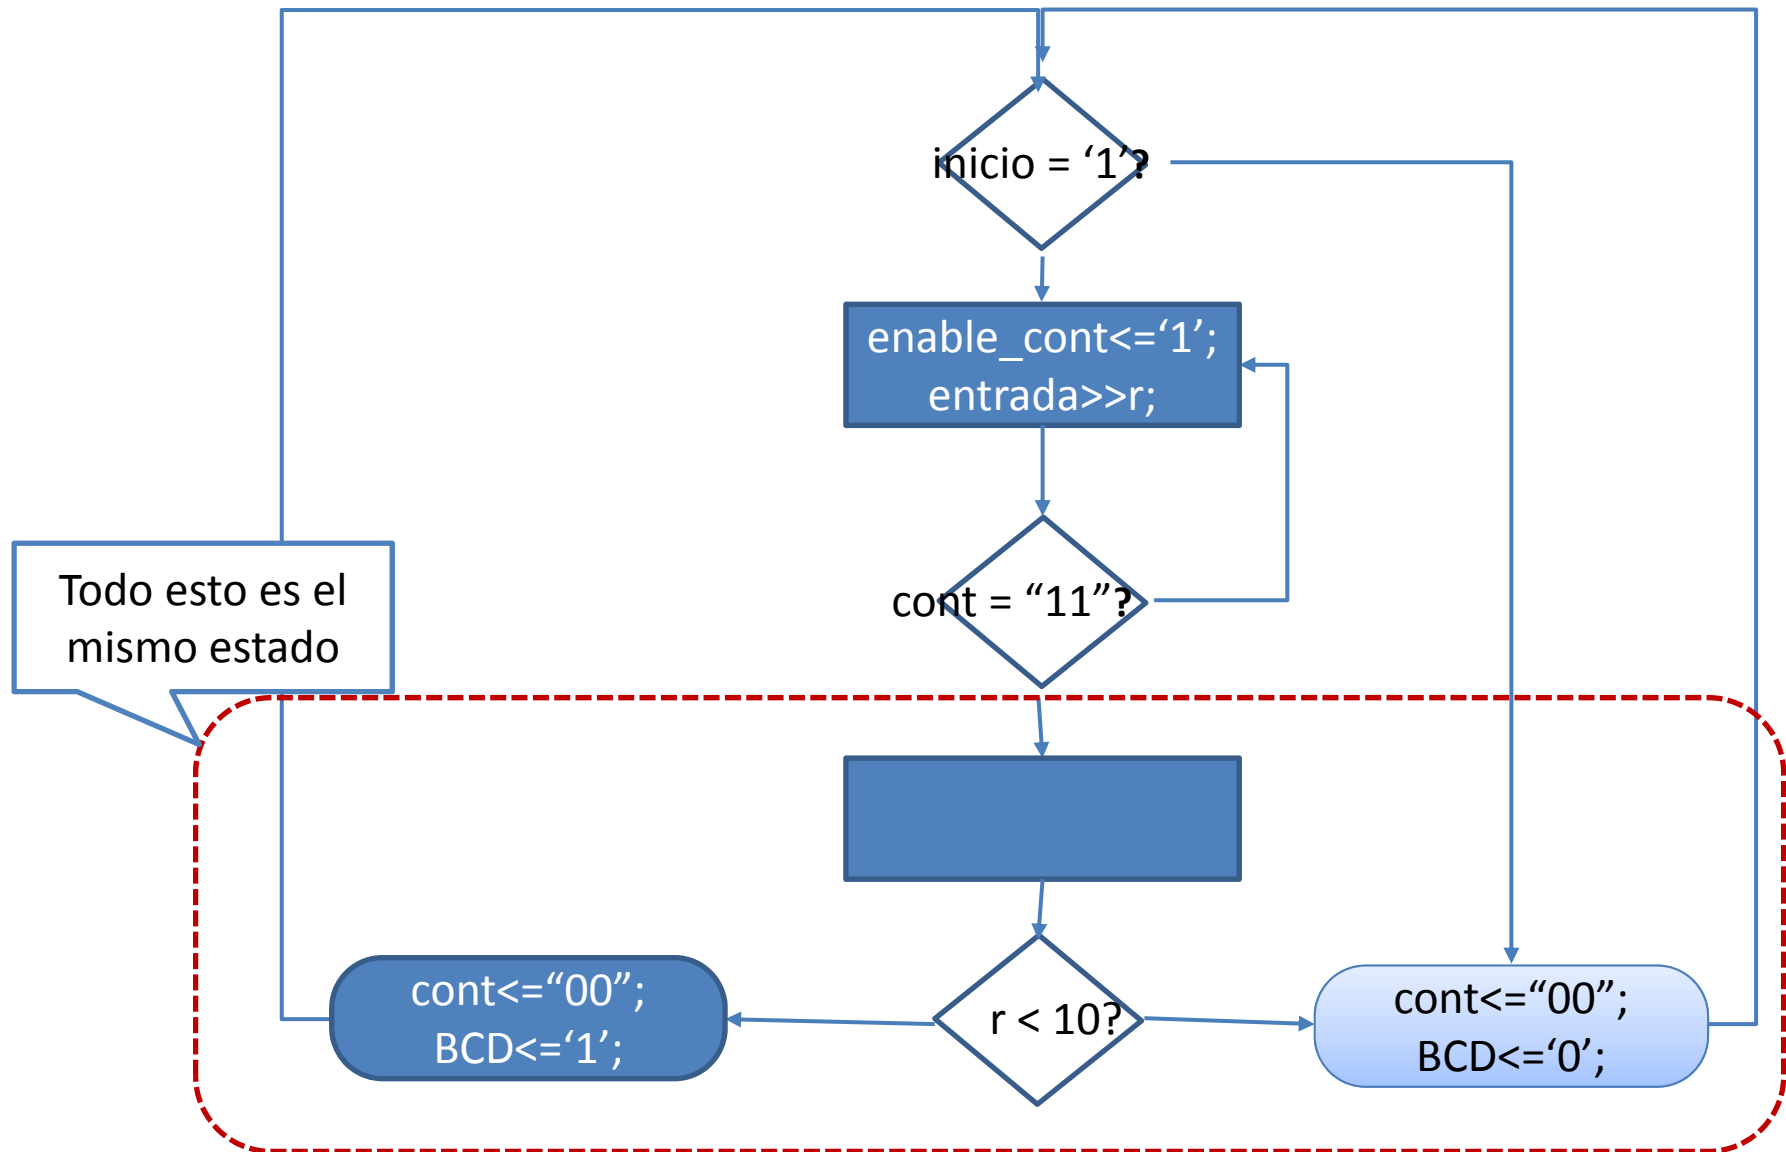 inicio = ‘1’?
enable_cont<=‘1’;
entrada>>r;
cont = “11”?
Todo esto es el
mismo estado
cont<=“00”;
BCD<=‘1’;
r < 10?
cont<=“00”;
BCD<=‘0’;